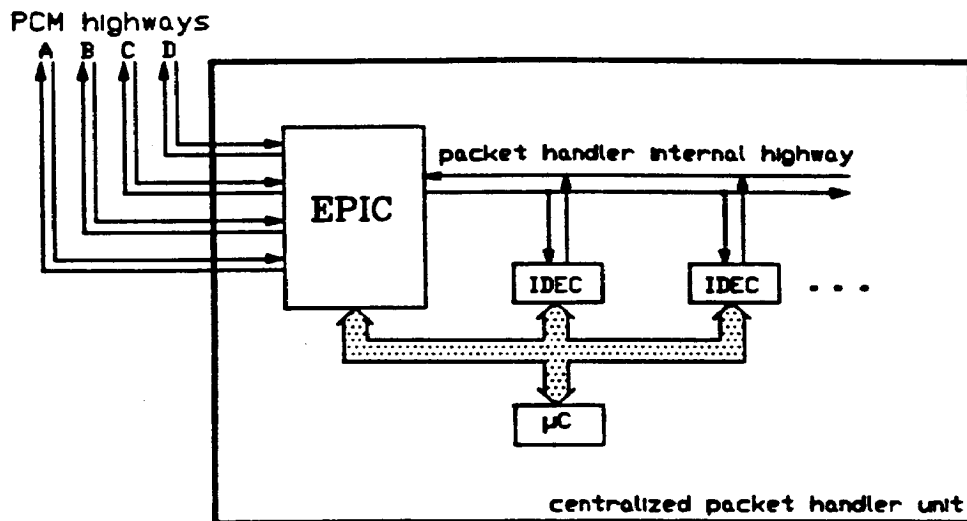 PCM highways
A B C D
packet handler internal highway
EPIC
IDEC IDEC ...
µC
centralized packet handler unit